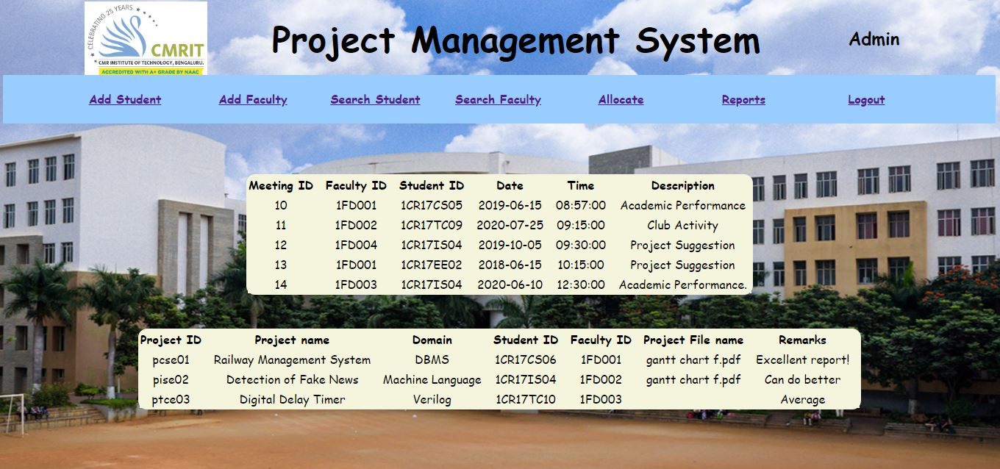 CELEBRATING 25 YEARS
CMRIT
CMR INSTITUTE OF TECHNOLOGY, BENGALURU.
ACCREDITED WITH A+ GRADE BY NAAC
Project Management System
Admin
Add Student Add Faculty Search Student Search Faculty Allocate Reports Logout
Meeting ID Faculty ID Student ID Date Time Description
10 1FD001 1CR17CS05 2019-06-15 08:57:00 Academic Performance
11 1FD002 1CR17TC09 2020-07-25 09:15:00 Club Activity
12 1FD004 1CR17IS04 2019-10-05 09:30:00 Project Suggestion
13 1FD001 1CR17EE02 2018-06-15 10:15:00 Project Suggestion
14 1FD003 1CR17IS04 2020-06-10 12:30:00 Academic Performance.
Project ID Project name Domain Student ID Faculty ID Project File name Remarks
pcse01 Railway Management System DBMS 1CR17CS06 1FD001 gantt chart f.pdf Excellent report!
pise02 Detection of Fake News Machine Language 1CR17IS04 1FD002 gantt chart f.pdf Can do better
ptce03 Digital Delay Timer Verilog 1CR17TC10 1FD003 Average